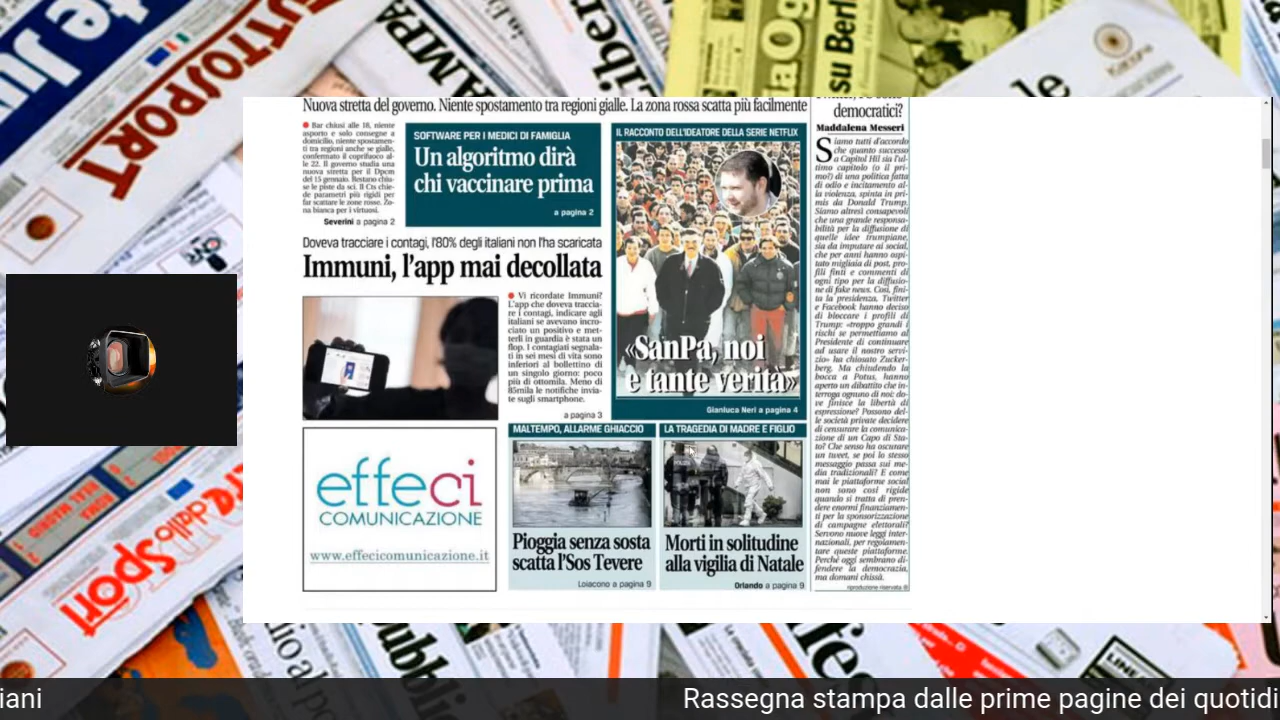 Nuova stretta del governo. Niente spostamento tra regioni gialle. La zona rossa scatta più facilmente
Bar chiusi alle 18, niente
asporto e solo consegne a
domicilio, niente spostamen-
ti tra regioni anche se gialle,
confermato il coprifuoco al-
le 22. Il governo studia una
nuova stretta per il Dpcm
del 15 gennaio. Restano chiu-
se le piste da sci. Il Cts chie-
de parametri più rigidi per
far scattare le zone rosse. Zo-
na bianca per i virtuosi.
Severini a pagina 2
SOFTWARE PER I MEDICI DI FAMIGLIA
Un algoritmo dirà
chi vaccinare prima
a pagina 2
Doveva tracciare i contagi, l'80% degli italiani non l'ha scaricata
Immuni, l'app mai decollata
Vi ricordate Immuni?
L'app che doveva traccia-
re i contagi, indicare agli
italiani se avevano incro-
ciato un positivo e met-
terli in guardia è stata un
flop. I contagiati segnala-
ti in sei mesi di vita sono
inferiori al bollettino di
un singolo giorno: poco
più di ottomila. Meno di
85mila le notifiche invia-
te sugli smartphone.
a pagina 3
IL RACCONTO DELL'IDEATORE DELLA SERIE NETFLIX
«SanPa, noi
e tante verità»
Gianluca Neri a pagina 4
effeci
COMUNICAZIONE
www.effecicomunicazione.it
MALTEMPO, ALLARME GHIACCIO
Pioggia senza sosta
scatta l'Sos Tevere
Loiacono a pagina 9
LA TRAGEDIA DI MADRE E FIGLIO
Morti in solitudine
alla vigilia di Natale
Orlando a pagina 9
democratici?
Maddalena Messeri
Siamo tutti d'accordo
che quanto successo
a Capitol Hil sia l'ul-
timo capitolo (o il pri-
mo?) di una politica fatta
di odio e incitamento al-
la violenza, spinta in pri-
mis da Donald Trump.
Siamo altresì consapevoli
che una grande responsa-
bilità per la diffusione di
quelle idee trumpiane,
sia da imputare ai social,
che per anni hanno ospi-
tato migliaia di post, pro-
fili finti e commenti di
ogni tipo per la diffusio-
ne di fake news. Così, fini-
ta la presidenza, Twitter
e Facebook hanno deciso
di bloccare i profili di
Trump: «troppo grandi i
rischi se permettiamo al
Presidente di continuare
ad usare il nostro servi-
zio» ha chiosato Zucker-
berg. Ma chiudendo la
bocca a Potus, hanno
aperto un dibattito che in-
terroga ognuno di noi: do-
ve finisce la libertà di
espressione? Possono del-
le società private decidere
di censurare la comunica-
zione di un Capo di Sta-
to? Che senso ha oscurare
un tweet, se poi lo stesso
messaggio passa sui me-
dia tradizionali? E come
mai le piattaforme social
non sono così rigide
quando si tratta di pren-
dere enormi finanziamen-
ti per la sponsorizzazione
di campagne elettorali?
Servono nuove leggi inter-
nazionali, per regolamen-
tare queste piattaforme.
Perchè oggi sembrano di-
fendere la democrazia,
ma domani chissà.
riproduzione riservata ®
TUTTOSPORT
su Berl
iani
Rassegna stampa dalle prime pagine dei quotidi